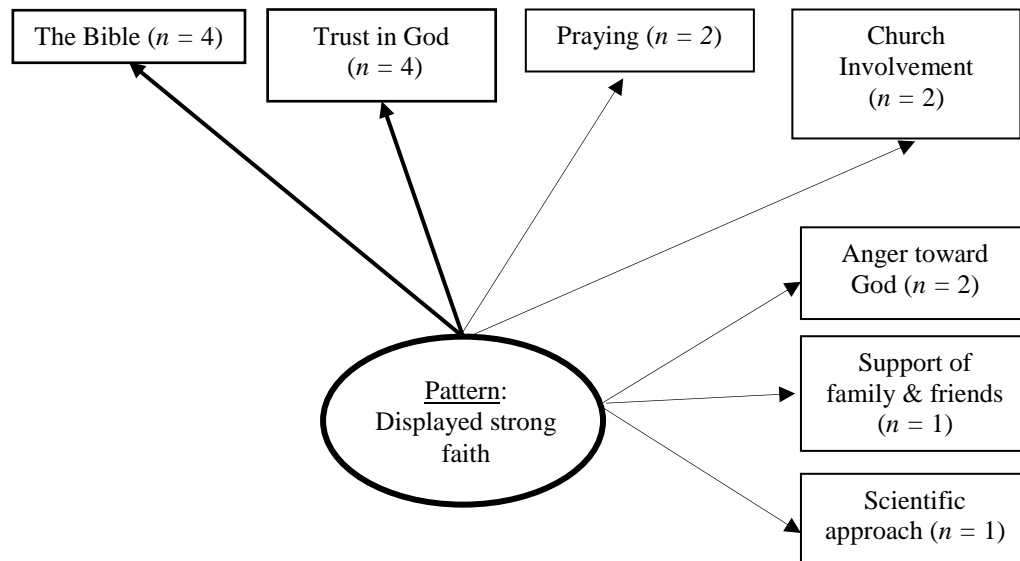 The Bible (n = 4)
Trust in God
(n = 4)
Praying (n = 2)
Church
Involvement
(n = 2)
Anger toward
God (n = 2)
Support of
family & friends
(n = 1)
Scientific
approach (n = 1)
Pattern:
Displayed strong
faith